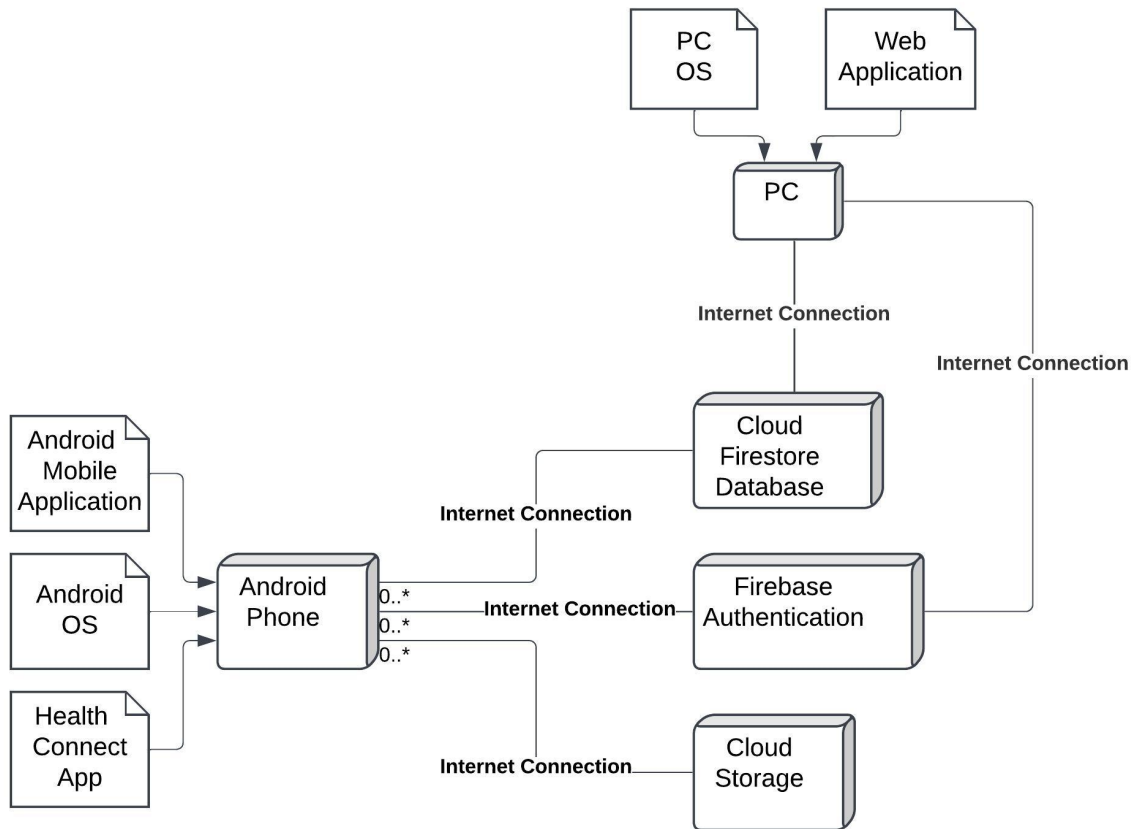 PC
OS
Web
Application
PC
Internet Connection
Internet Connection
Cloud
Firestore
Database
Android
Mobile
Application
Internet Connection
Android
OS
Android
Phone
0..*
Internet Connection
0..*
0..*
Firebase
Authentication
Health
Connect
App
Internet Connection
Cloud
Storage